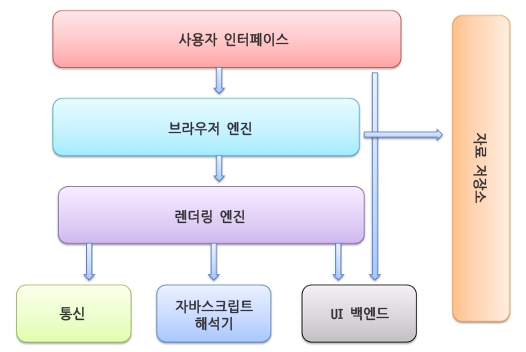 사용자 인터페이스
브라우저 엔진
자료 저장소
렌더링 엔진
통신
자바스크립트
해석기
UI 백엔드